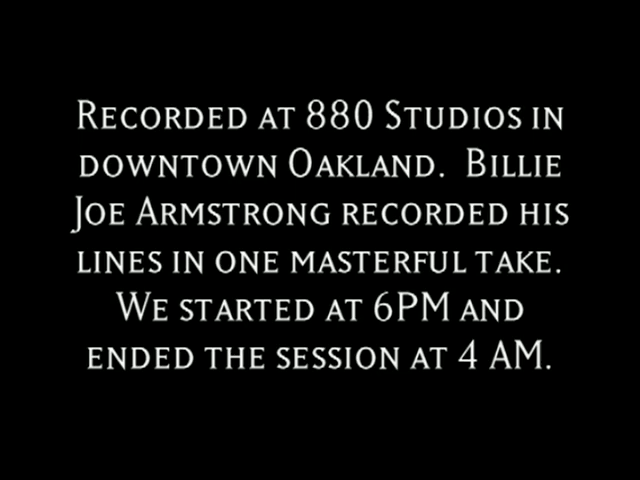 Recorded at 880 Studios in
downtown Oakland.  Billie
Joe Armstrong recorded his
lines in one masterful take.
We started at 6PM and
ended the session at 4 AM.